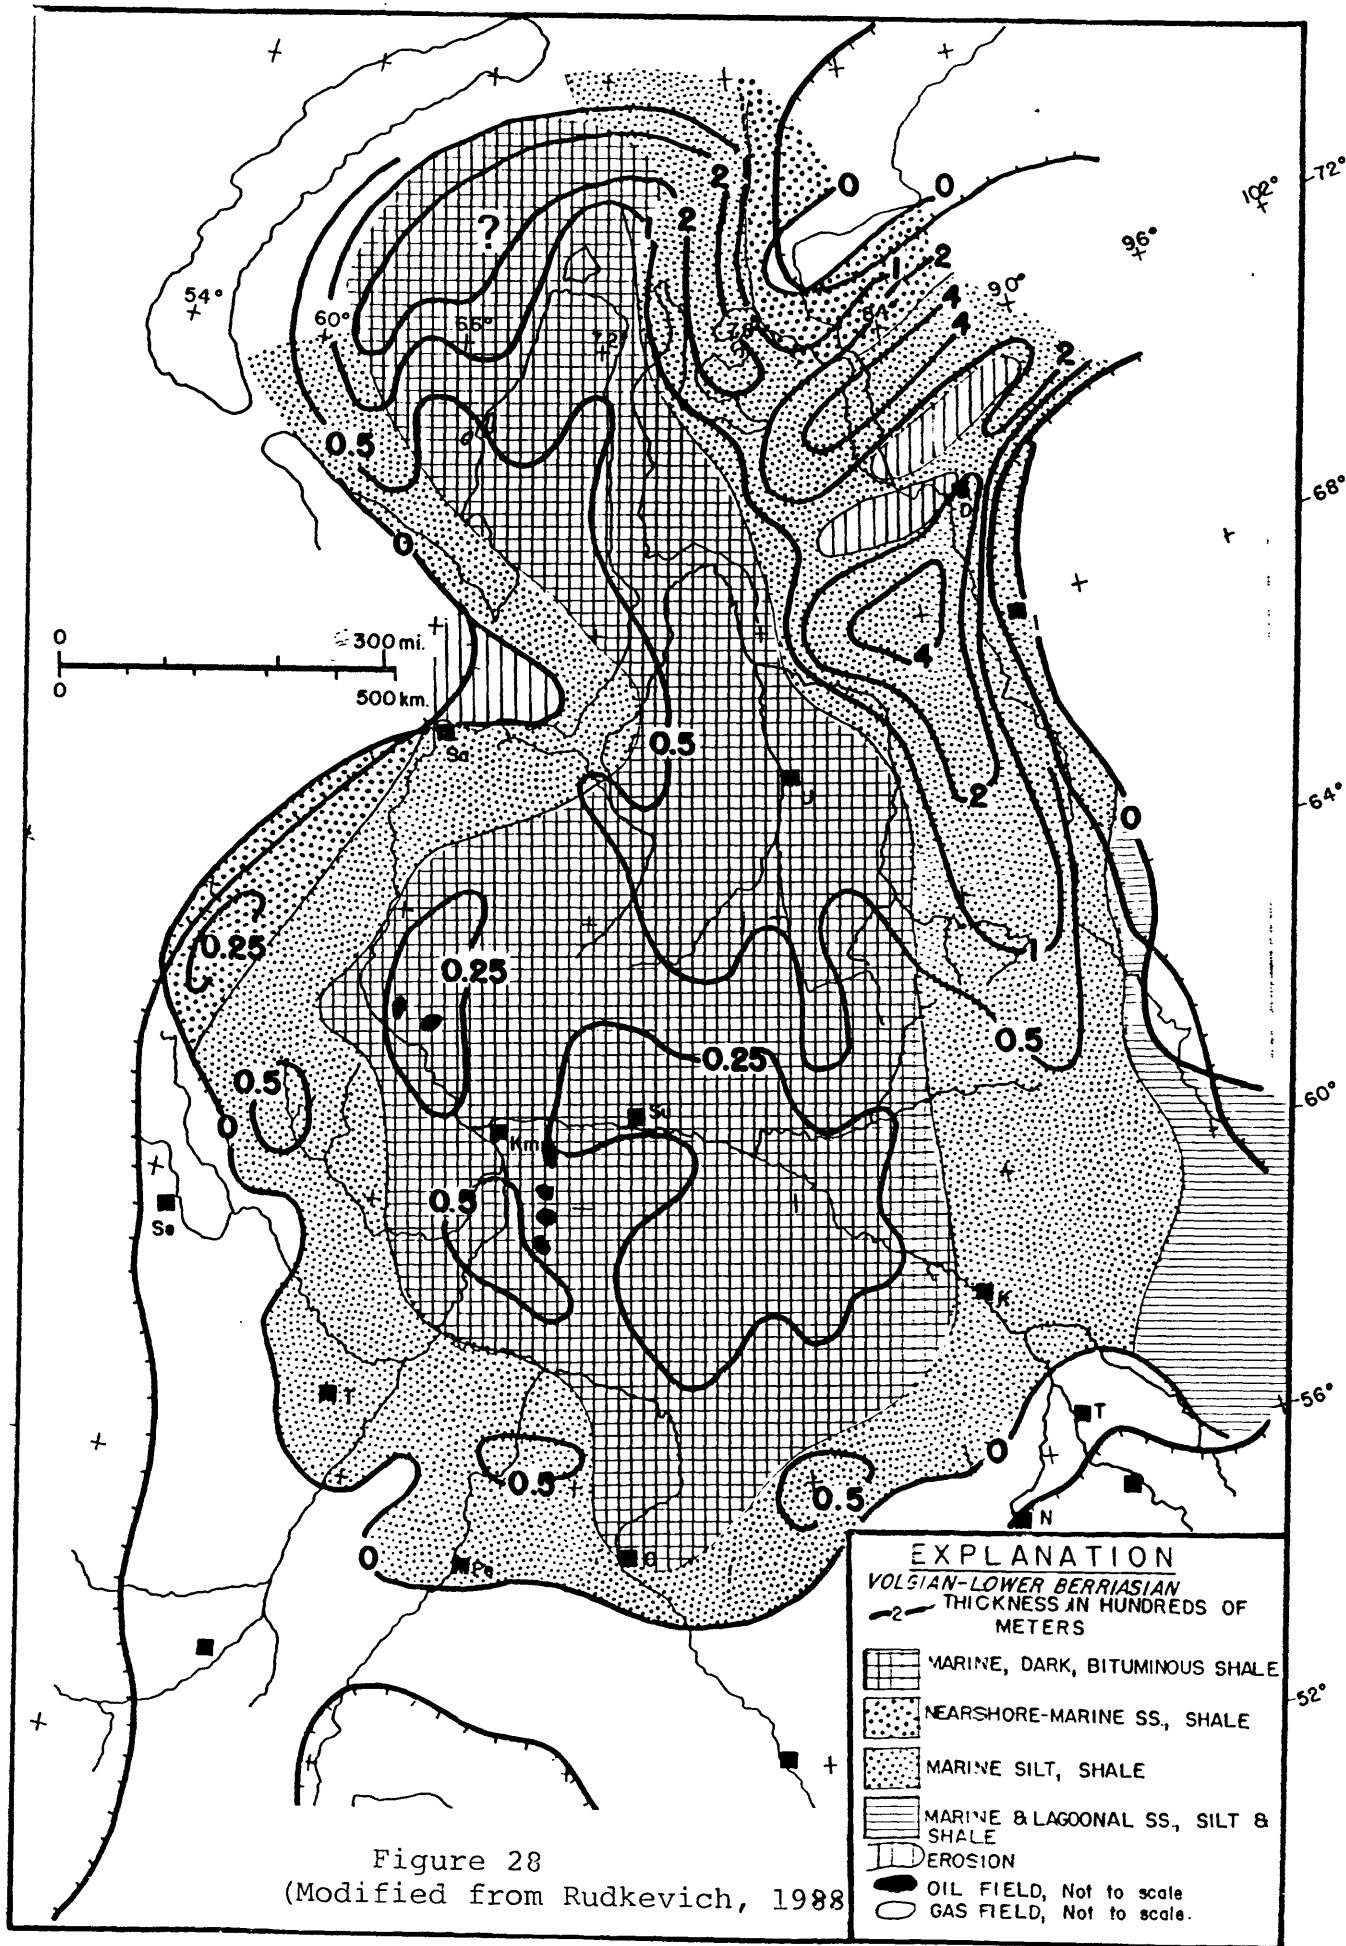 72°
102°
96°
90°
84°
0
0
2
1
2
2
1
4
4
2
?
54°
60°
66°
72°
78°
0.5
68°
D
0
0
300 mi.
0
500 km.
4
Sa
0.5
U
2
64°
0
0.25
0.25
1
0.5
0.5
0.25
60°
0
Su
Km
0.5
Se
K
T
56°
T
0
0.5
0.5
N
0
Pe
O
EXPLANATION
VOLGIAN-LOWER BERRIASIAN
2 THICKNESS IN HUNDREDS OF
METERS
MARINE, DARK, BITUMINOUS SHALE
NEARSHORE-MARINE SS., SHALE
52°
MARINE SILT, SHALE
MARINE & LAGOONAL SS., SILT &
SHALE
EROSION
OIL FIELD, Not to scale
GAS FIELD, Not to scale.
Figure 28
(Modified from Rudkevich, 1988